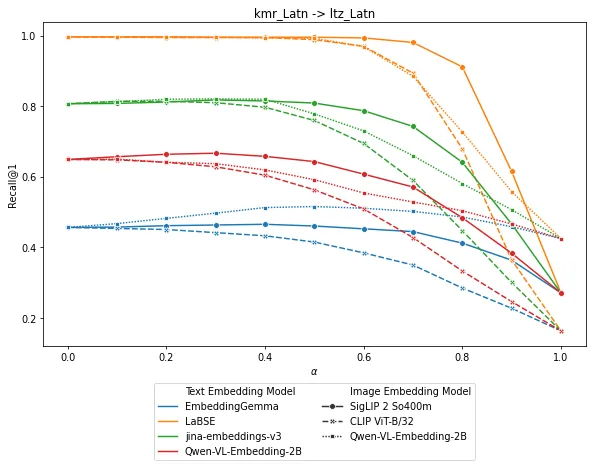 kmr_Latn -> ltz_Latn
Recall@1
1.0
0.8
0.6
0.4
0.2
0.0 0.2 0.4 0.6 0.8 1.0
α
Text Embedding Model Image Embedding Model
EmbeddingGemma SigLIP 2 So400m
LaBSE CLIP ViT-B/32
jina-embeddings-v3 Qwen-VL-Embedding-2B
Qwen-VL-Embedding-2B